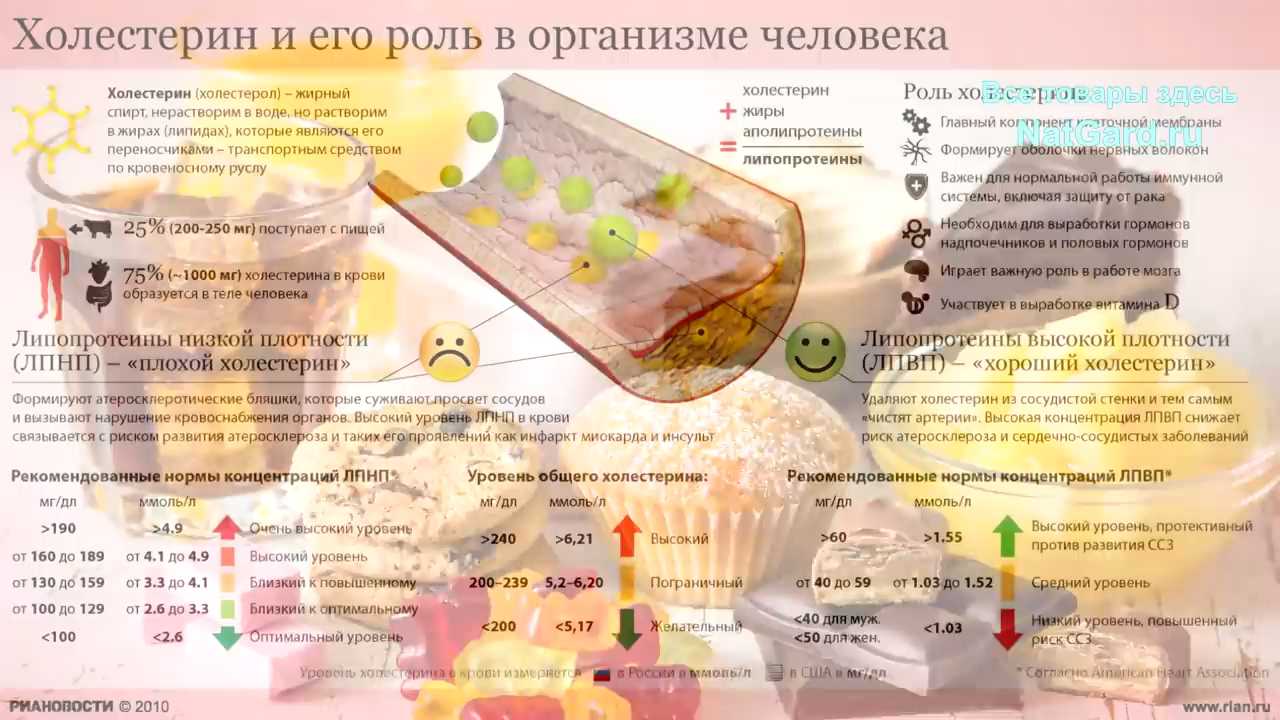 Холестерин и его роль в организме человека
Холестерин (холестерол) – жирный
спирт, нерастворим в воде, но растворим
в жирах (липидах), которые являются его
переносчиками – транспортным средством
по кровеносному руслу
25% (200-250 мг) поступает с пищей
75% (~1000 мг) холестерина в крови
образуется в теле человека
холестерин
+ жиры
аполипротеины
= липопротеины
Роль холестерина
Все товары здесь
NatGard.ru
Главный компонент клеточной мембраны
Формирует оболочки нервных волокон
Важен для нормальной работы иммунной
системы, включая защиту от рака
Необходим для выработки гормонов
надпочечников и половых гормонов
Играет важную роль в работе мозга
Участвует в выработке витамина D
Липопротеины низкой плотности
(ЛПНП) – «плохой холестерин»
Формируют атеросклеротические бляшки, которые суживают просвет сосудов
и вызывают нарушение кровоснабжения органов. Высокий уровень ЛПНП в крови
связывается с риском развития атеросклероза и таких его проявлений как инфаркт миокарда и инсульт
Липопротеины высокой плотности
(ЛПВП) – «хороший холестерин»
Удаляют холестерин из сосудистой стенки и тем самым
«чистят артерии». Высокая концентрация ЛПВП снижает
риск атеросклероза и сердечно-сосудистых заболеваний
Рекомендованные нормы концентраций ЛПНП*
мг/дл ммоль/л
>190 >4.9 Очень высокий уровень
от 160 до 189 от 4.1 до 4.9 Высокий уровень
от 130 до 159 от 3.3 до 4.1 Близкий к повышенному
от 100 до 129 от 2.6 до 3.3 Близкий к оптимальному
<100 <2.6 Оптимальный уровень
Уровень общего холестерина:
мг/дл ммоль/л
>240 >6,21 Высокий
200–239 5,2–6,20 Пограничный
<200 <5,17 Желательный
Рекомендованные нормы концентраций ЛПВП*
мг/дл ммоль/л
>60 >1.55 Высокий уровень, протективный
против развития ССЗ
от 40 до 59 от 1.03 до 1.52 Средний уровень
<40 для муж.
<50 для жен.
<1.03 Низкий уровень, повышенный
риск ССЗ
Уровень холестерина в крови измеряется в России в ммоль/л в США в мг/дл
* Согласно American Heart Association
РИАНОВОСТИ © 2010
www.rian.ru